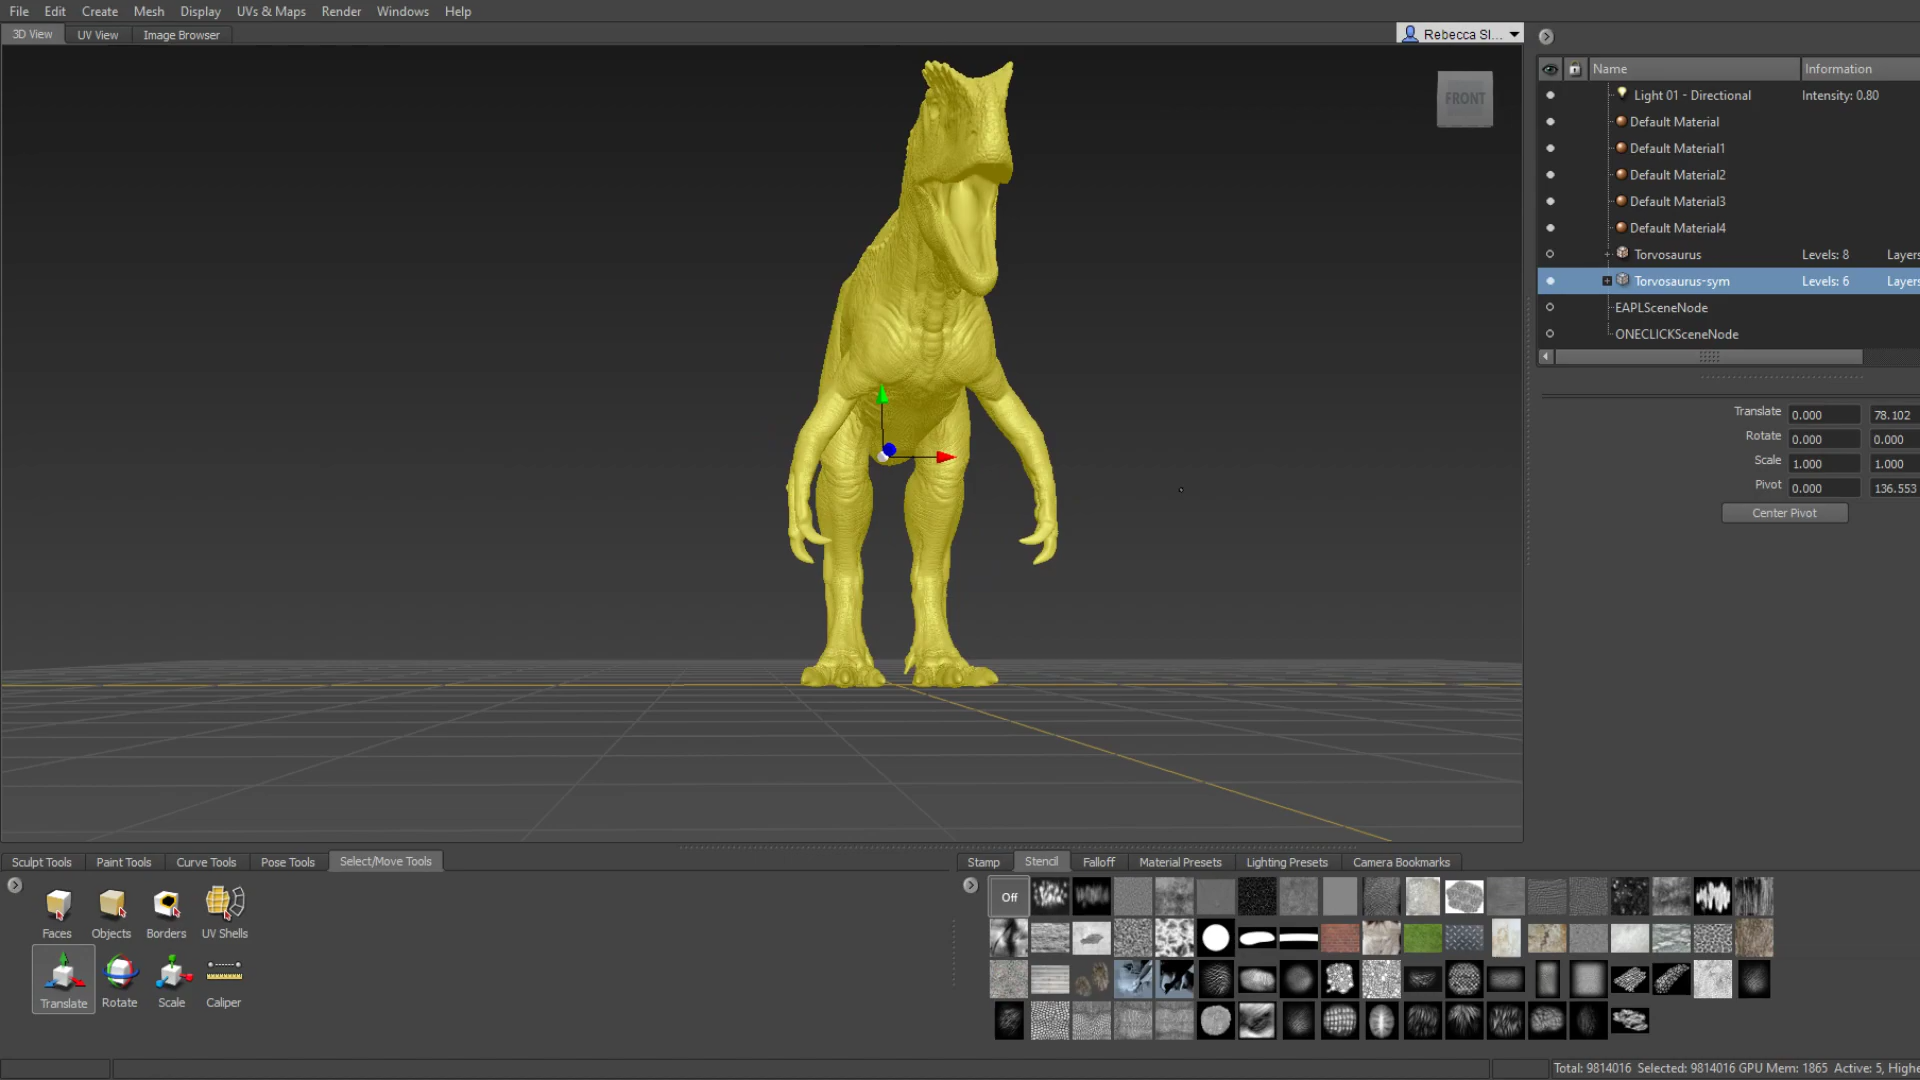 File Edit Create Mesh Display UVs & Maps Render Windows Help
3D View UV View Image Browser
Rebecca Sl...
FRONT
Name Information
Light 01 - Directional Intensity: 0.80
Default Material
Default Material1
Default Material2
Default Material3
Default Material4
Torvosaurus Levels: 8 Layers
Torvosaurus-sym Levels: 6 Layers
EAPLSceneNode
ONECLICKSceneNode
Translate 0.000 78.102
Rotate 0.000 0.000
Scale 1.000 1.000
Pivot 0.000 136.553
Center Pivot
Sculpt Tools Paint Tools Curve Tools Pose Tools Select/Move Tools
Faces Objects Borders UV Shells
Translate Rotate Scale Caliper
Stamp Stencil Falloff Material Presets Lighting Presets Camera Bookmarks
Off
Total: 9814016 Selected: 9814016 GPU Mem: 1865 Active: 5, Highe